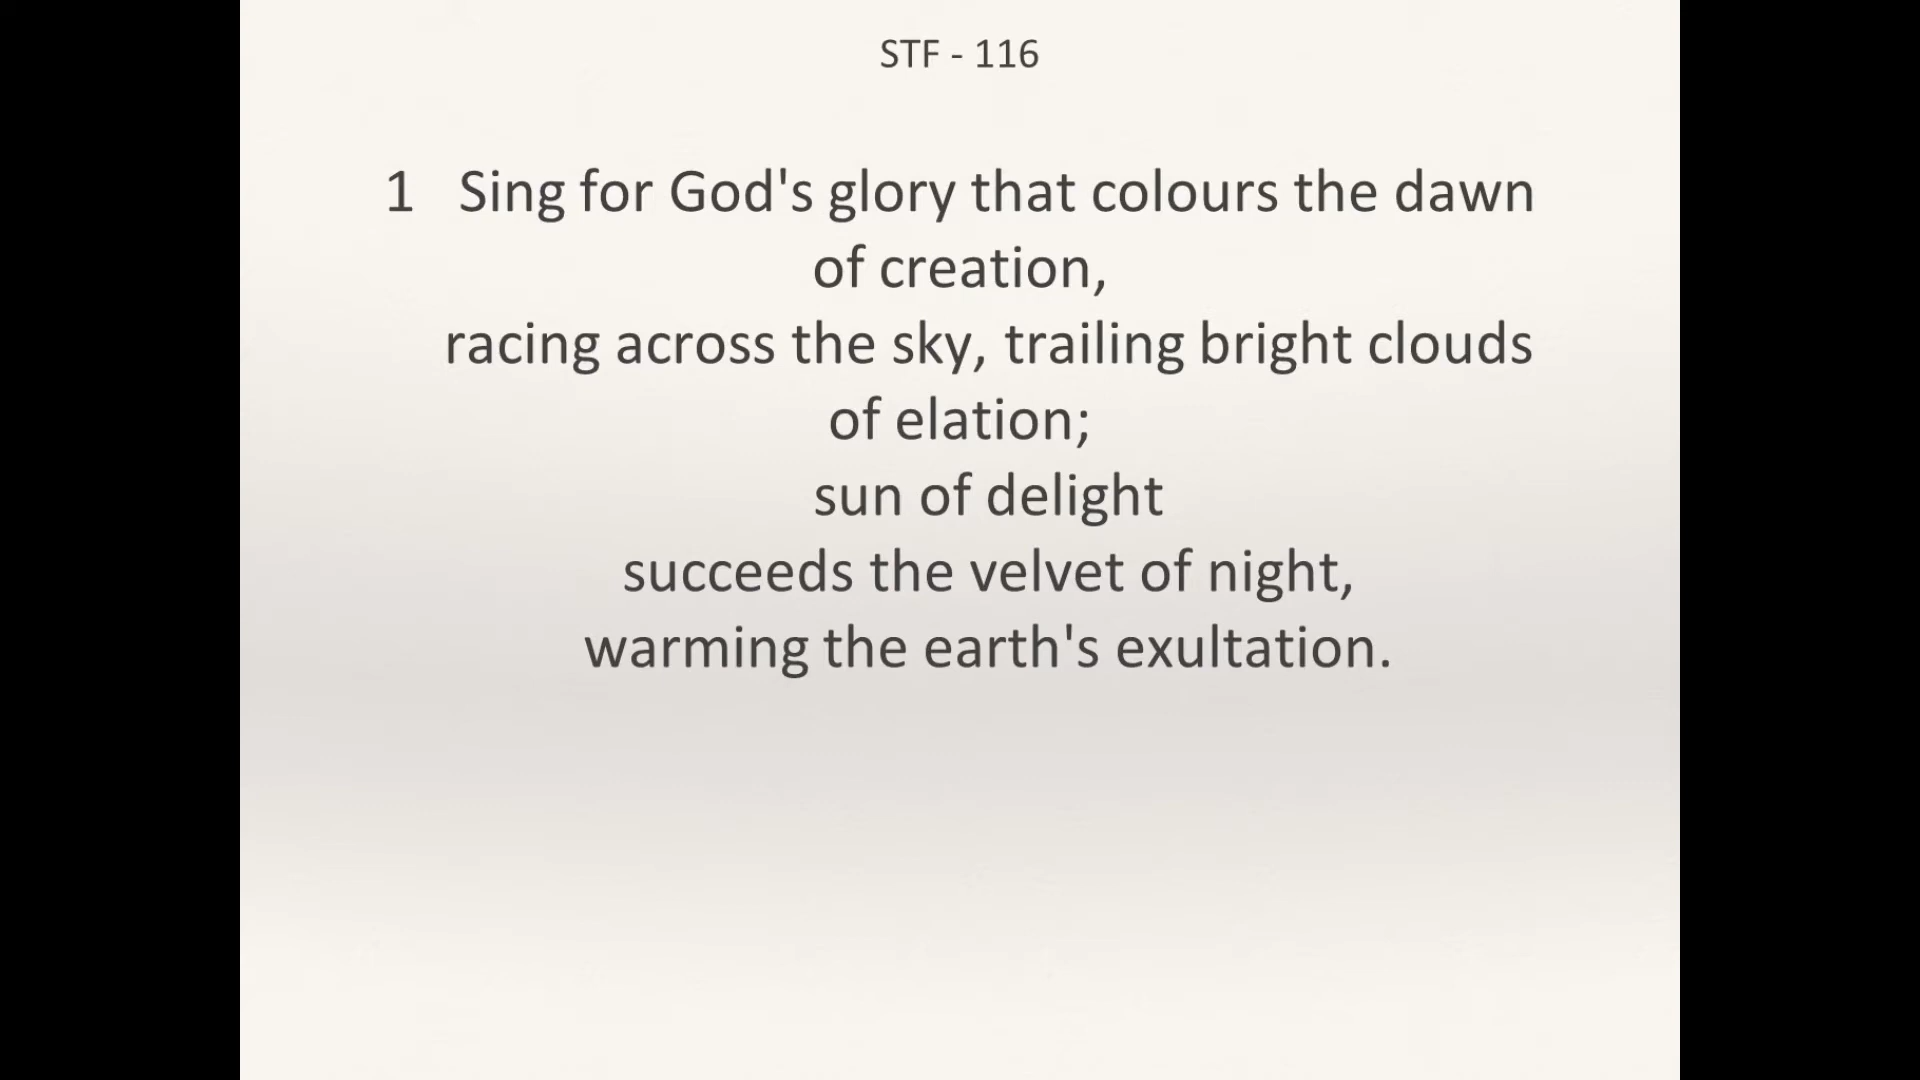 STF - 116
1 Sing for God's glory that colours the dawn
of creation,
racing across the sky, trailing bright clouds
of elation;
sun of delight
succeeds the velvet of night,
warming the earth's exultation.